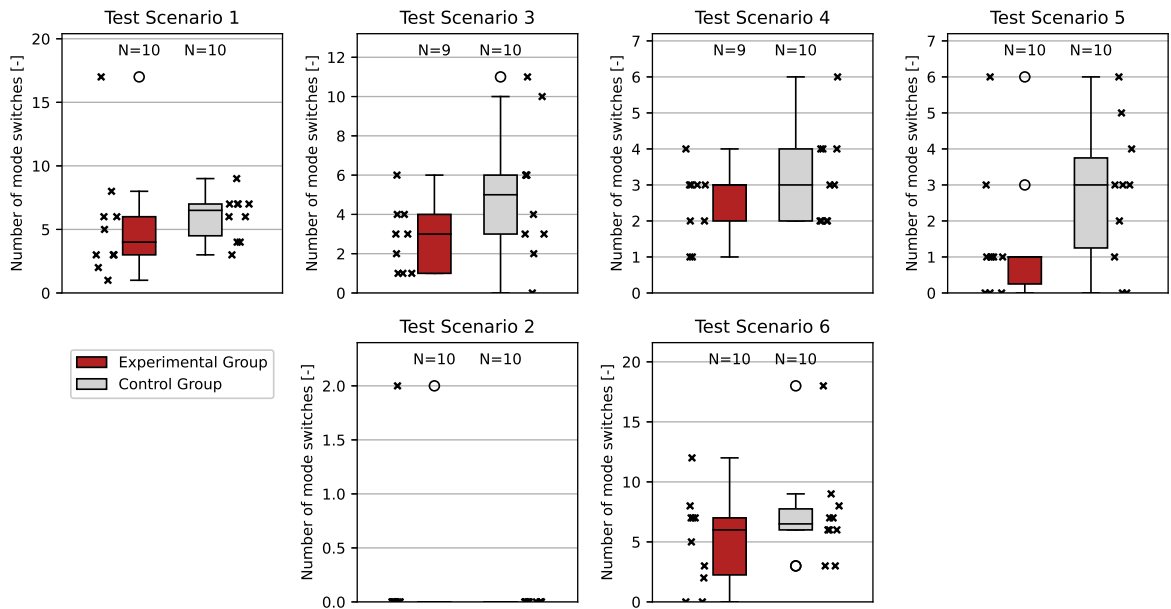 Test Scenario 1
Number of mode switches [-]
20
15
10
5
0
N=10 N=10
Test Scenario 3
Number of mode switches [-]
12
10
8
6
4
2
0
N=9 N=10
Test Scenario 4
Number of mode switches [-]
7
6
5
4
3
2
1
0
N=9 N=10
Test Scenario 5
Number of mode switches [-]
7
6
5
4
3
2
1
0
N=10 N=10
Experimental Group
Control Group
Test Scenario 2
Number of mode switches [-]
2.0
1.5
1.0
0.5
0.0
N=10 N=10
Test Scenario 6
Number of mode switches [-]
20
15
10
5
0
N=10 N=10